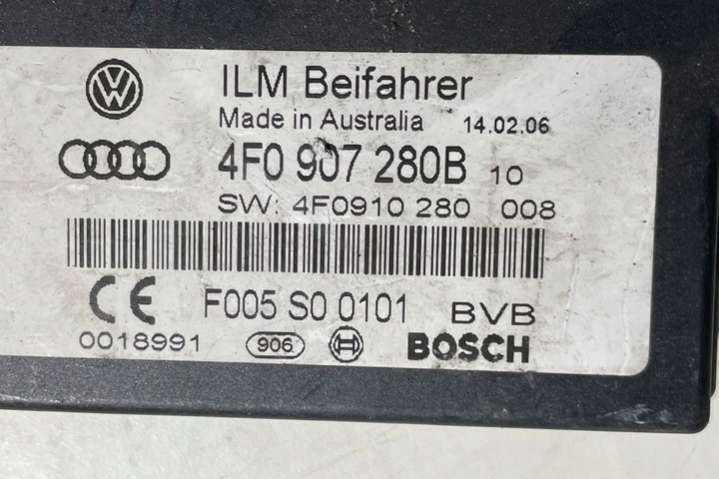 ILM Beifahrer
Made in Australia 14.02.06
4F0 907 280B 10
SW: 4F0910 280 008
CE F005 S0 0101 BVB
0018991 906 BOSCH